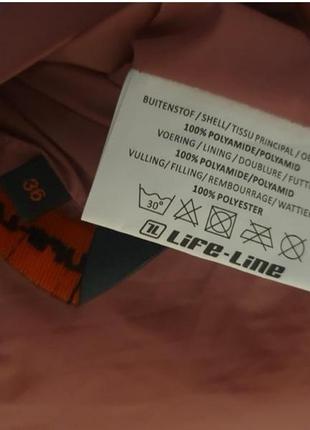 BUITENSTOF / SHELL / TISSU PRINCIPAL / O
100% POLYAMIDE/POLYAMID
VOERING / LINING / DOUBLURE / FUTT
100% POLYAMIDE/POLYAMID
VULLING / FILLING / REMBOURRAGE / WATTIE
100% POLYESTER
30°
LIFE-LINE
36